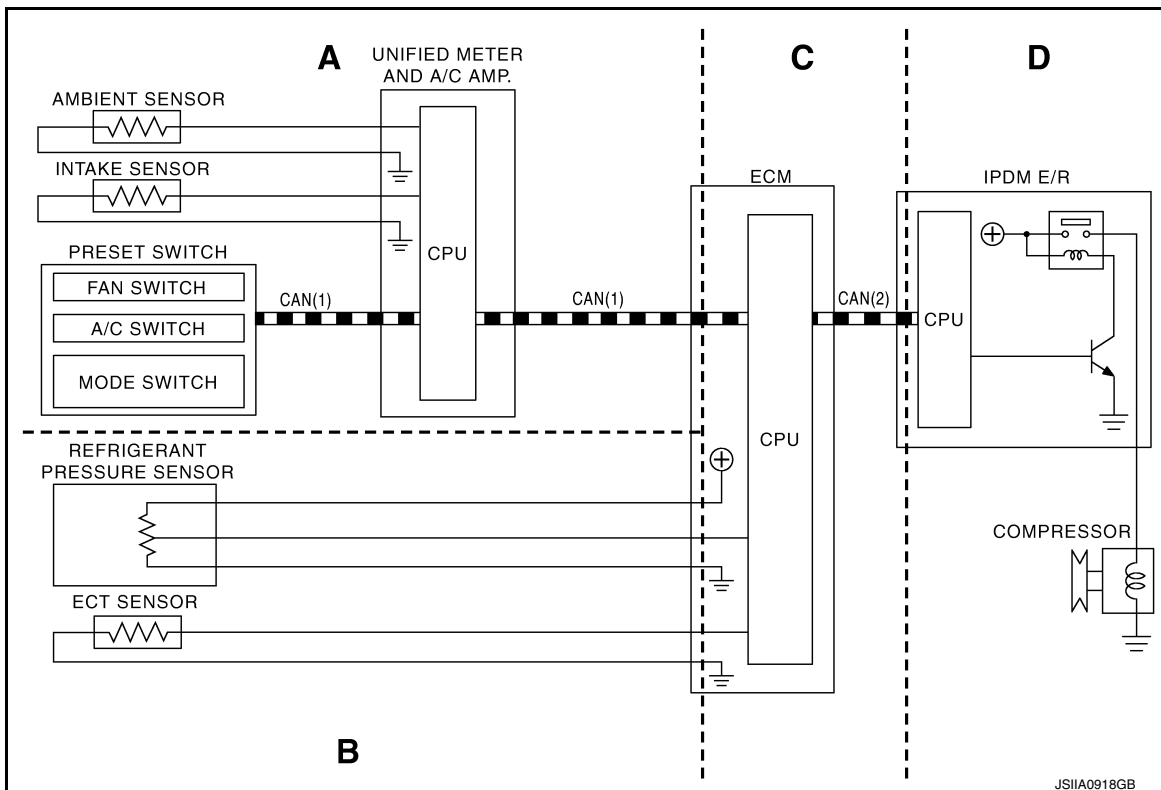 A
UNIFIED METER
AND A/C AMP.
C
D
AMBIENT SENSOR
INTAKE SENSOR
ECM
IPDM E/R
PRESET SWITCH
FAN SWITCH
A/C SWITCH
MODE SWITCH
CAN(1)
CPU
CAN(1)
CAN(2)
CPU
CPU
REFRIGERANT
PRESSURE SENSOR
COMPRESSOR
ECT SENSOR
B
JSIIA0918GB